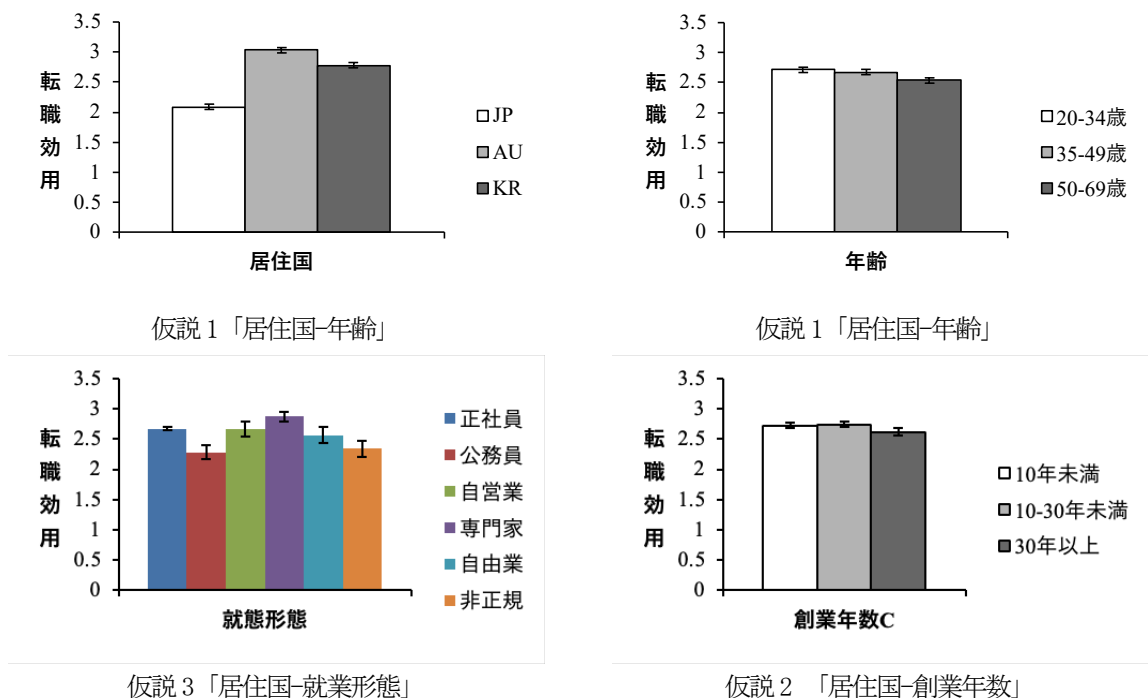 3.5
3
2.5
2
1.5
1
0.5
0
転職効用
居住国
JP
AU
KR
仮説1「居住国-年齢」
3.5
3
2.5
2
1.5
1
0.5
0
転職効用
年齢
20-34歳
35-49歳
50-69歳
仮説1「居住国-年齢」
3.5
3
2.5
2
1.5
1
0.5
0
転職効用
就態形態
正社員
公務員
自営業
専門家
自由業
非正規
仮説3「居住国-就業形態」
3.5
3
2.5
2
1.5
1
0.5
0
転職効用
創業年数C
10年未満
10-30年未満
30年以上
仮説2 「居住国-創業年数」